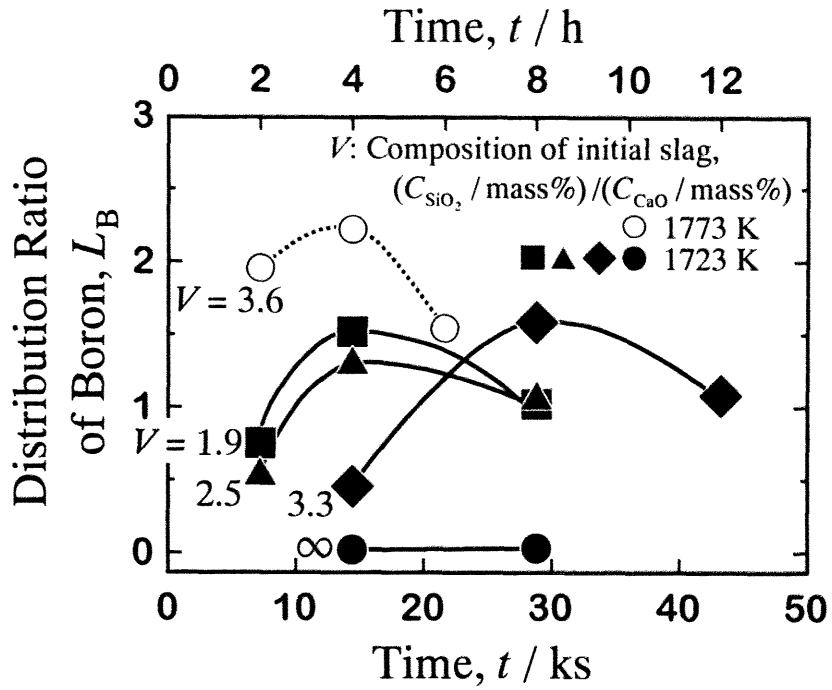 Time, t / h
0 2 4 6 8 10 12
3
2
1
0
Distribution Ratio
of Boron, L_B
V: Composition of initial slag,
(C_SiO₂ / mass%)/(C_CaO / mass%)
1773 K
1723 K
V = 3.6
V = 1.9
2.5
3.3
∞
0 10 20 30 40 50
Time, t / ks